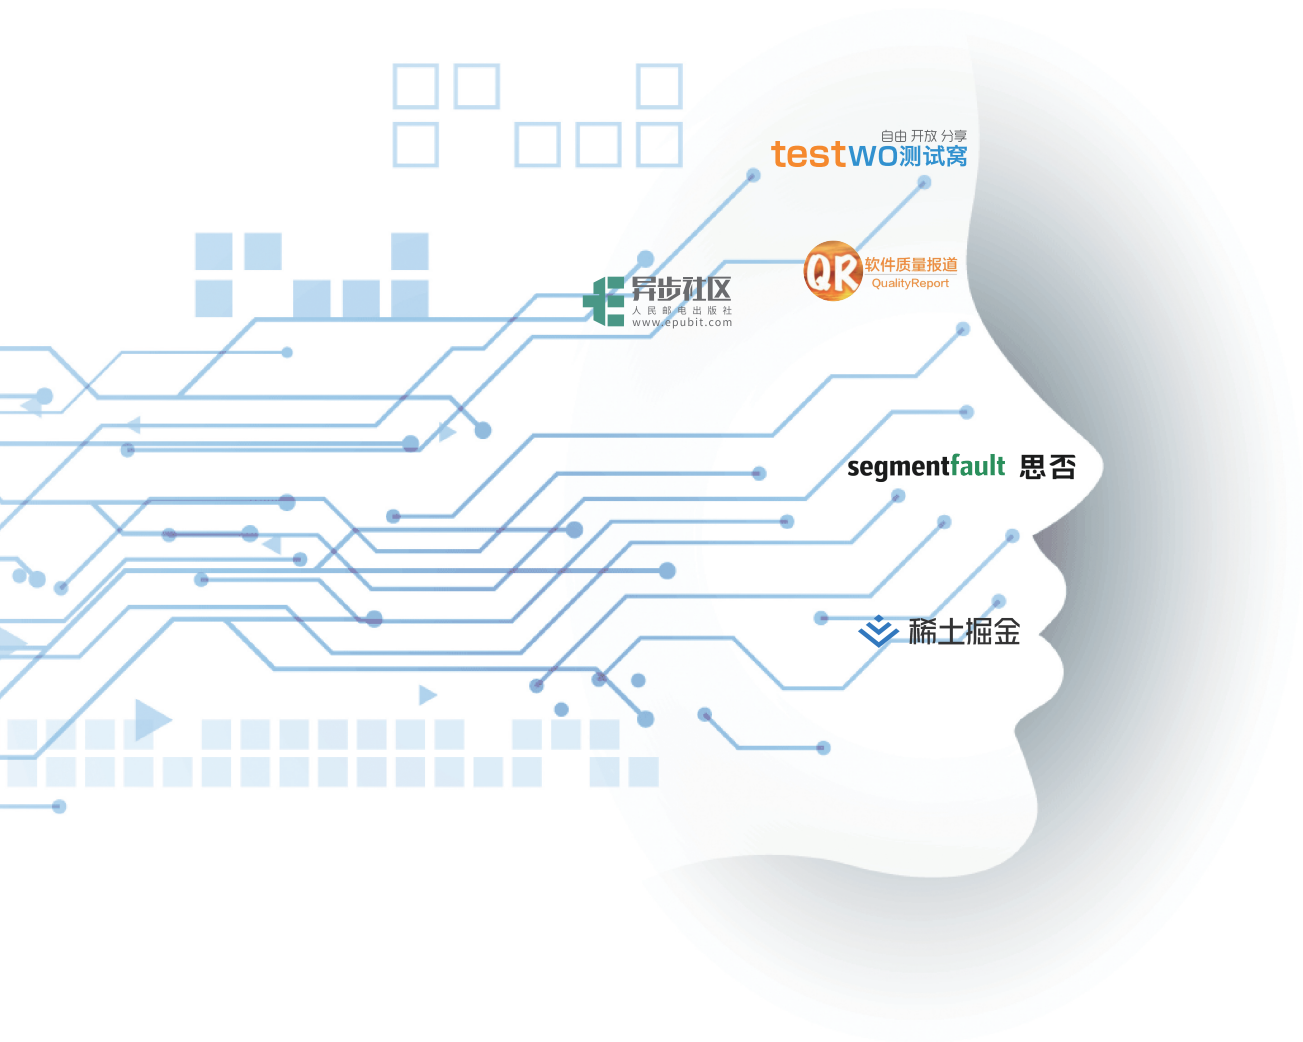 自由 开放 分享
testwo测试窝
QR 软件质量报道
QualityReport
异步社区
人民邮电出版社
www.epubit.com
segmentfault 思否
稀土掘金